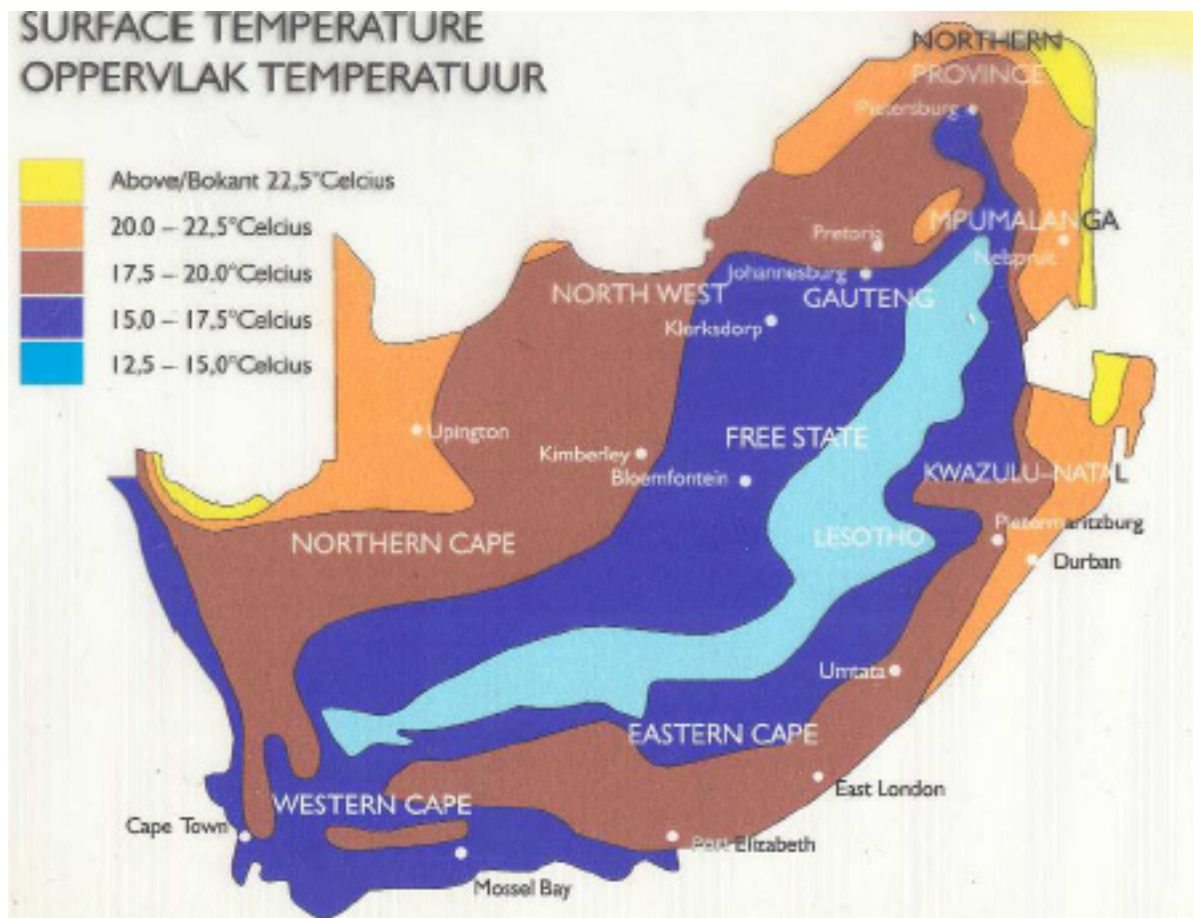 SURFACE TEMPERATURE
OPPERVLAK TEMPERATUUR
Above/Bokant 22,5°Celcius
20.0 – 22,5°Celcius
17,5 – 20.0°Celcius
15.0 – 17,5°Celcius
12,5 – 15,0°Celcius
NORTHERN
PROVINCE
Pietersburg
MPUMALANGA
Pretoria
Nelspruit
Johannesburg
NORTH WEST
GAUTENG
Klerksdorp
Upington
FREE STATE
Kimberley
Bloemfontein
KWAZULU–NATAL
Pietermaritzburg
NORTHERN CAPE
LESOTHO
Durban
Umtata
EASTERN CAPE
East London
WESTERN CAPE
Cape Town
Port Elizabeth
Mossel Bay